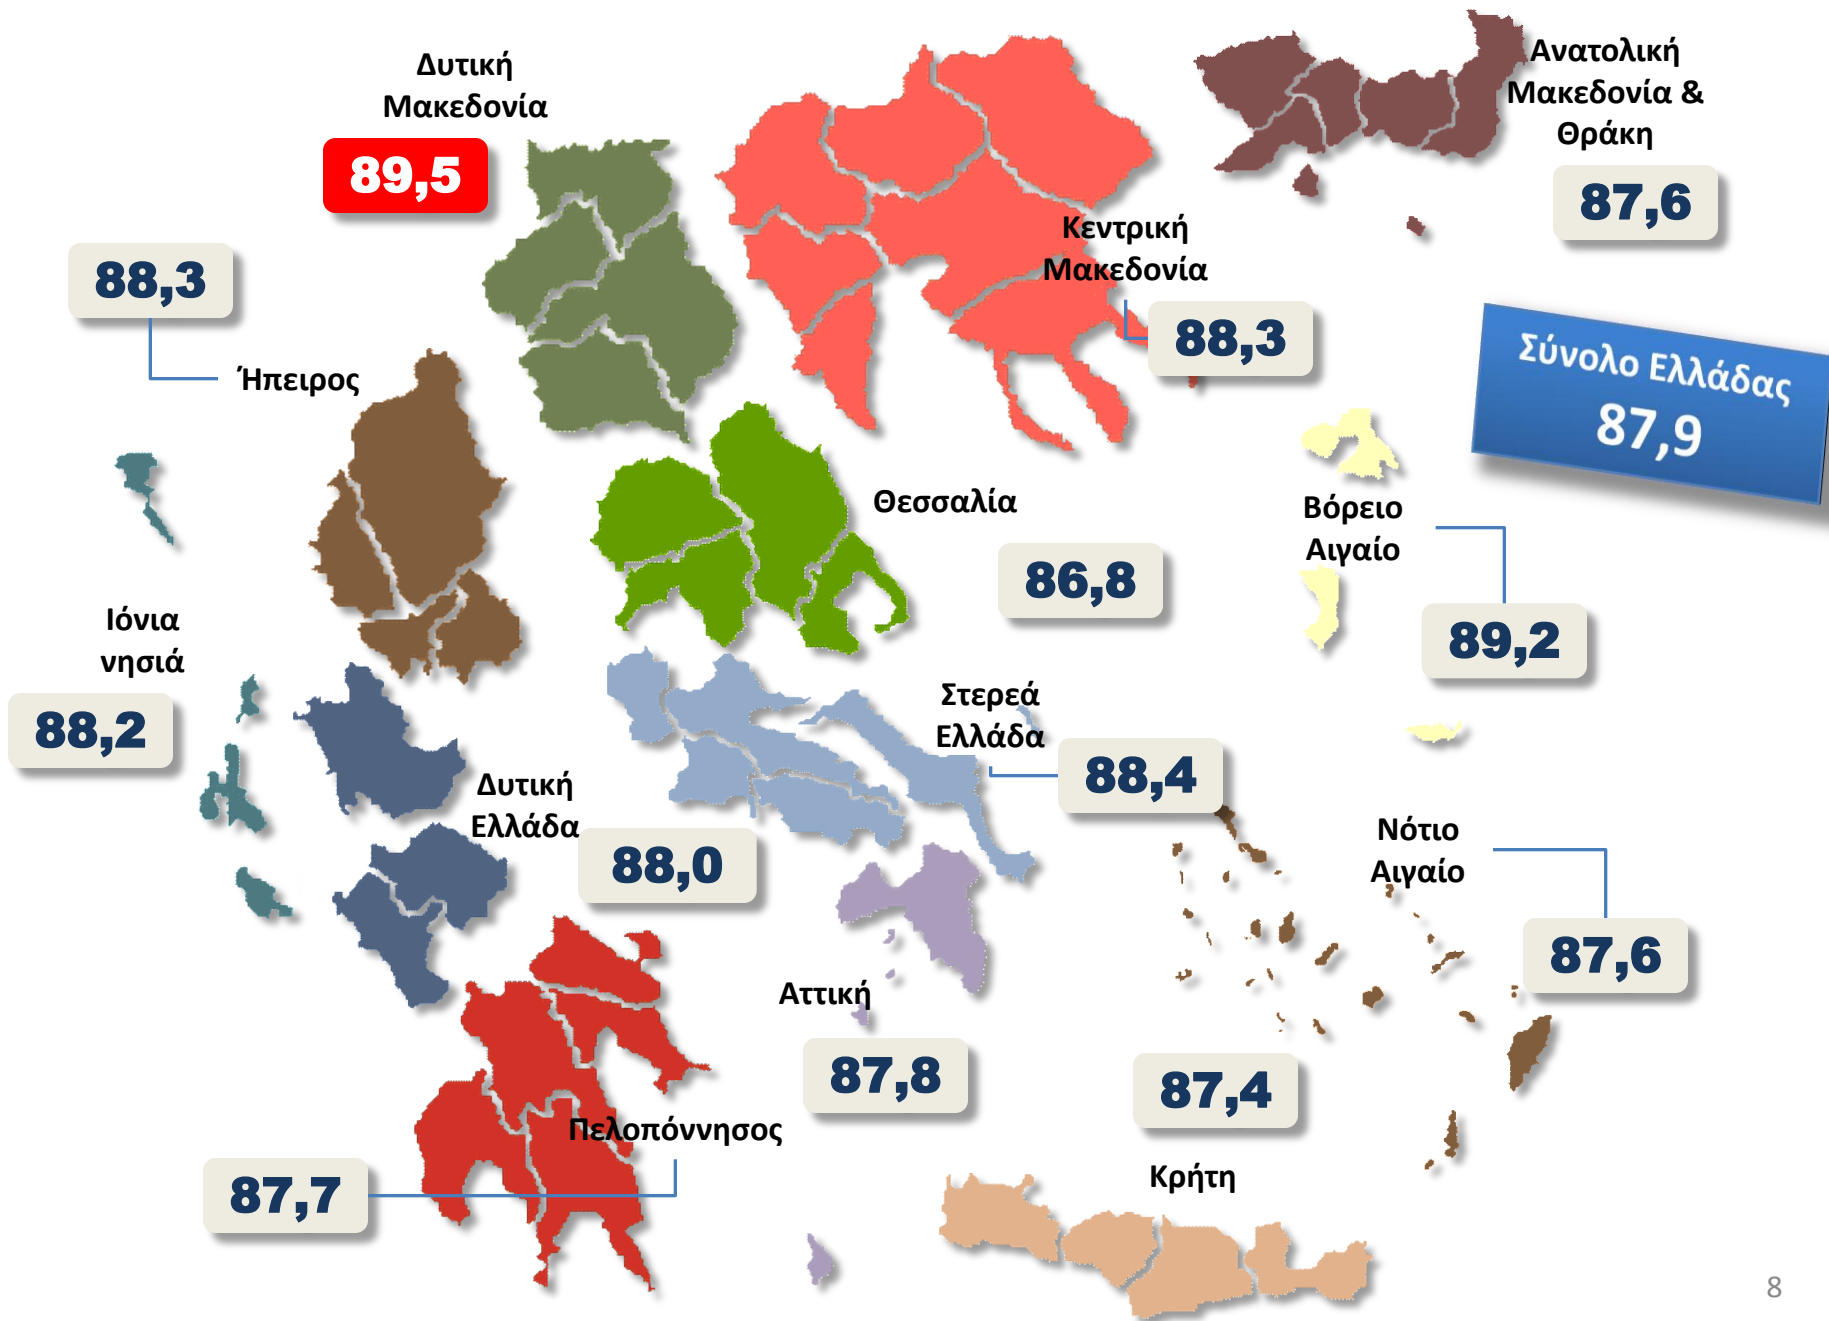 Δυτική
Μακεδονία
89,5
Ανατολική
Μακεδονία &
Θράκη
87,6
Κεντρική
Μακεδονία
88,3
88,3
Ήπειρος
Σύνολο Ελλάδας
87,9
Θεσσαλία
86,8
Βόρειο
Αιγαίο
89,2
Ιόνια
νησιά
88,2
Στερεά
Ελλάδα
88,4
Δυτική
Ελλάδα
88,0
Νότιο
Αιγαίο
87,6
Αττική
87,8
87,4
Κρήτη
Πελοπόννησος
87,7
8